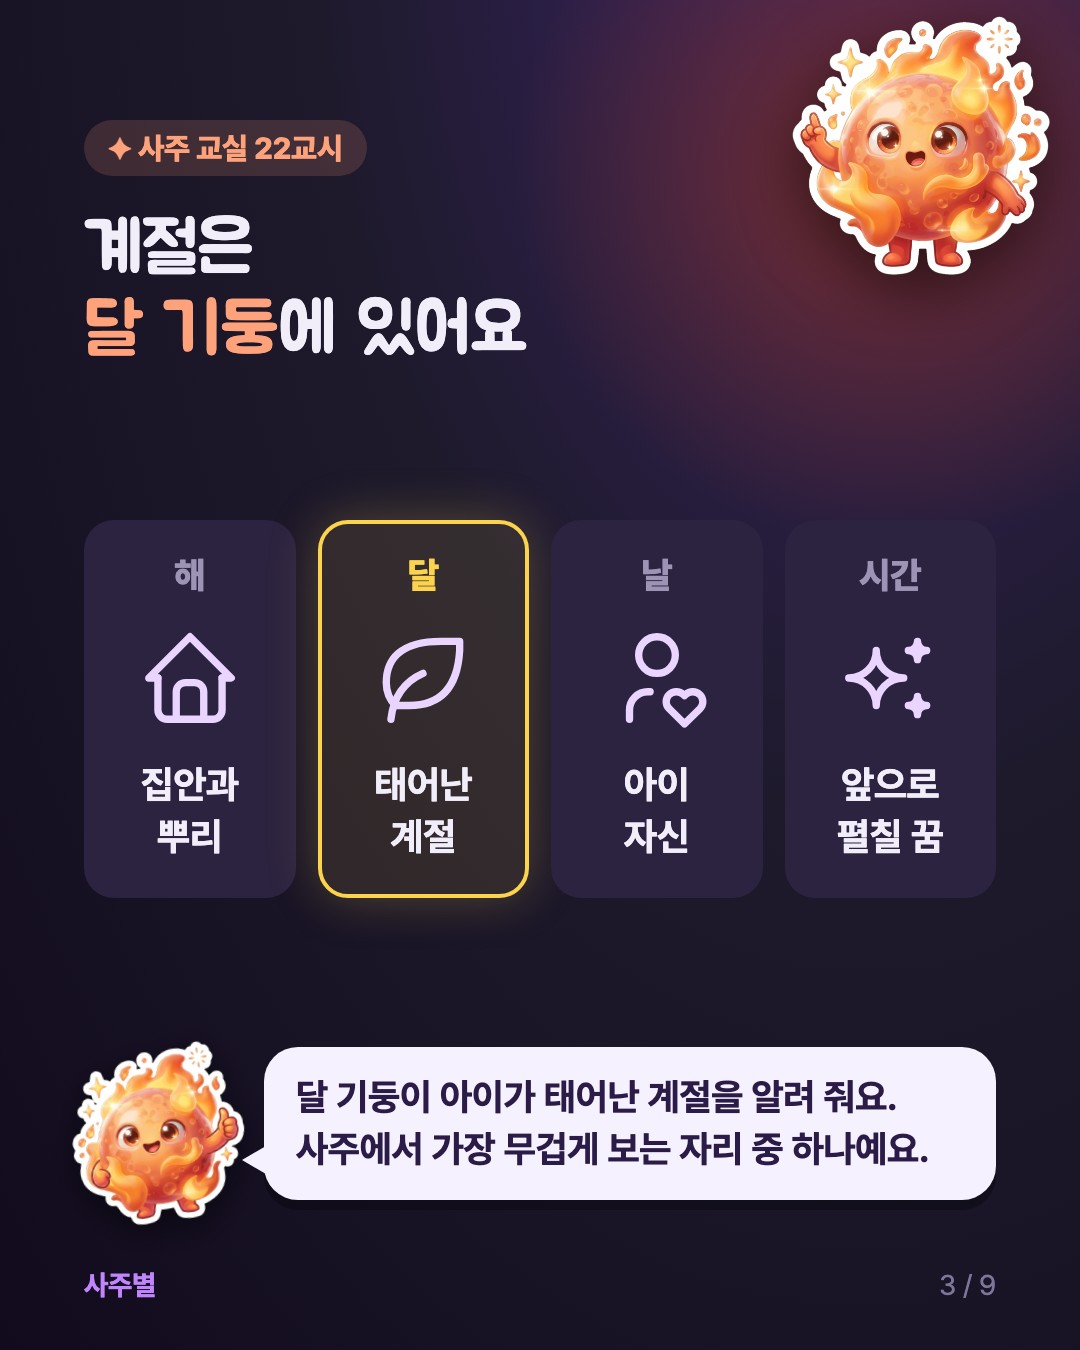 사주 교실 22교시
계절은
달 기둥에 있어요
해
집안과
뿌리
달
태어난
계절
날
아이
자신
시간
앞으로
펼칠 꿈
달 기둥이 아이가 태어난 계절을 알려 줘요.
사주에서 가장 무겁게 보는 자리 중 하나예요.
사주별
3 / 9